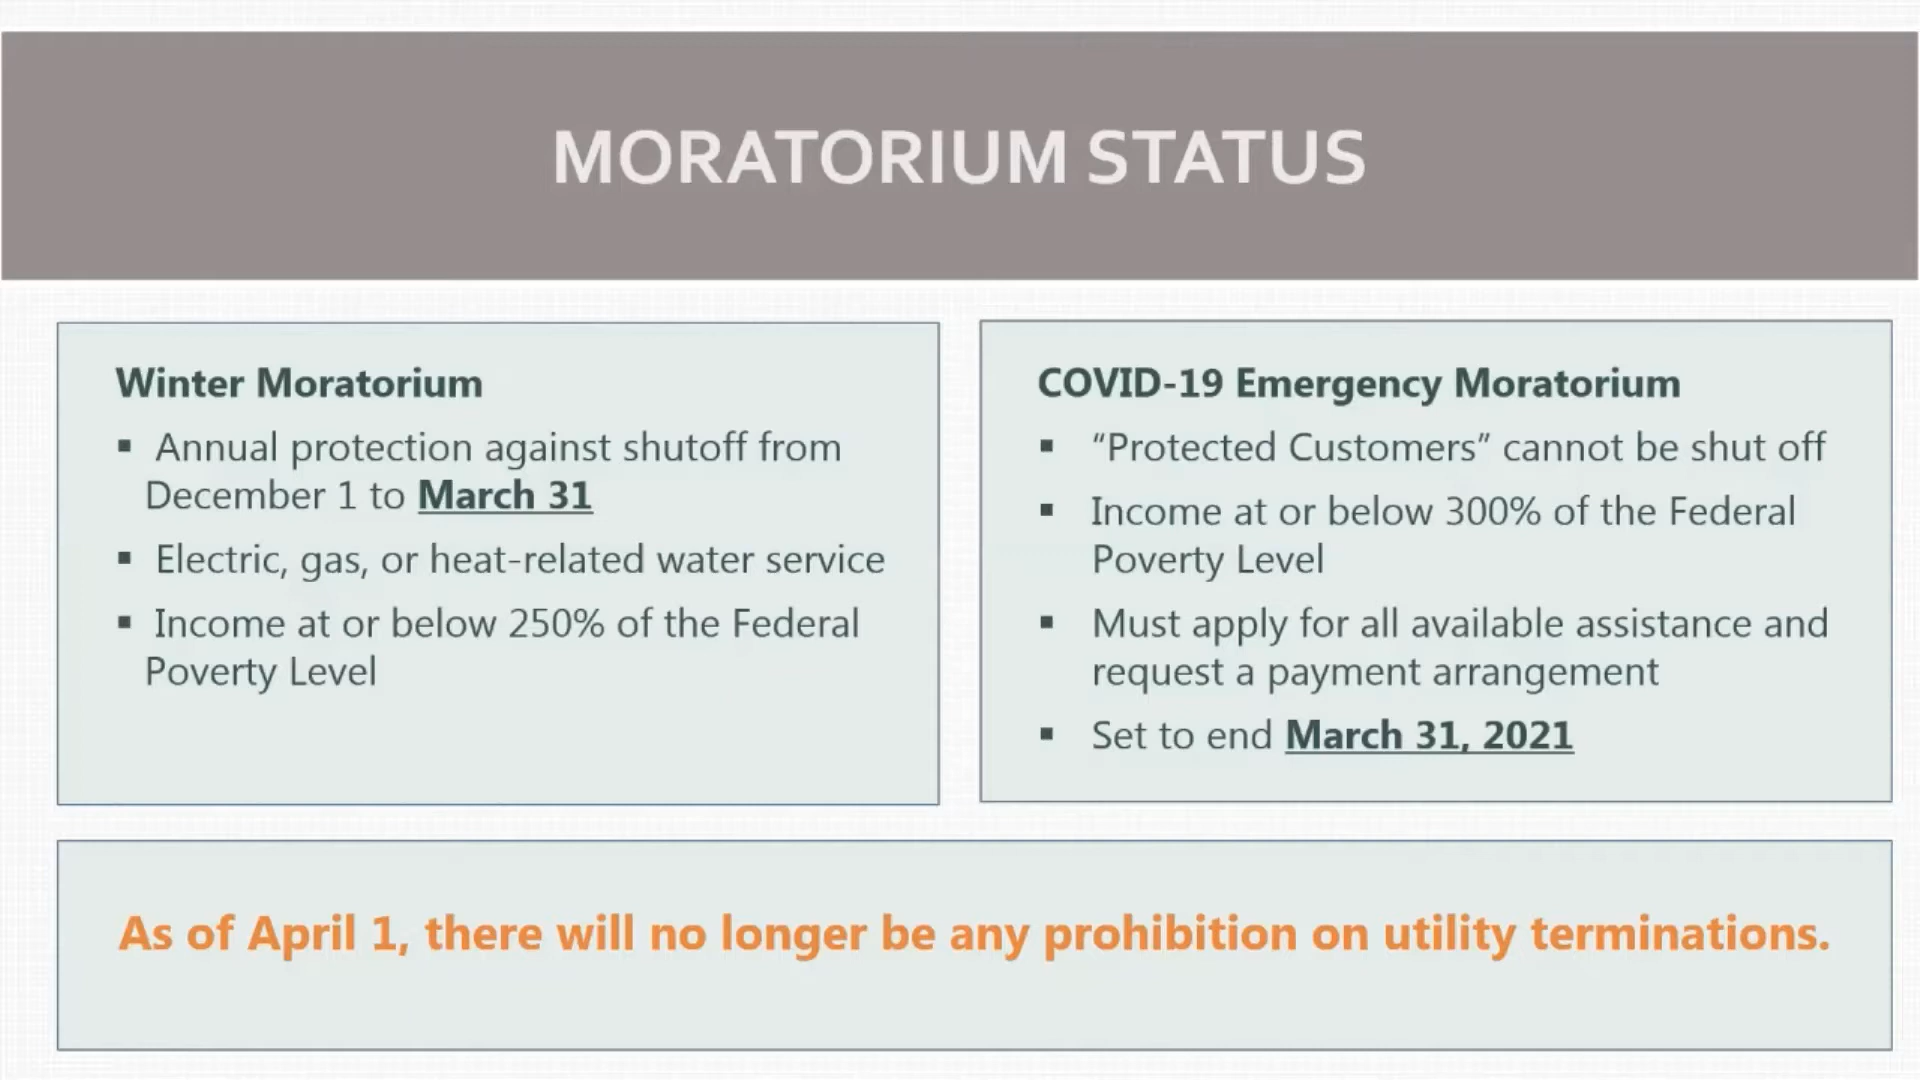 MORATORIUM STATUS
Winter Moratorium
▪ Annual protection against shutoff from
December 1 to March 31
▪ Electric, gas, or heat-related water service
▪ Income at or below 250% of the Federal
Poverty Level
COVID-19 Emergency Moratorium
▪ “Protected Customers” cannot be shut off
▪ Income at or below 300% of the Federal
Poverty Level
▪ Must apply for all available assistance and
request a payment arrangement
▪ Set to end March 31, 2021
As of April 1, there will no longer be any prohibition on utility terminations.